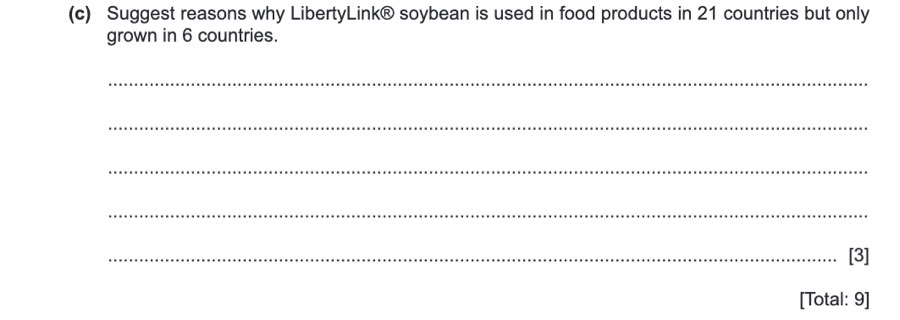 (c) Suggest reasons why LibertyLink® soybean is used in food products in 21 countries but only
grown in 6 countries.
[3]
[Total: 9]